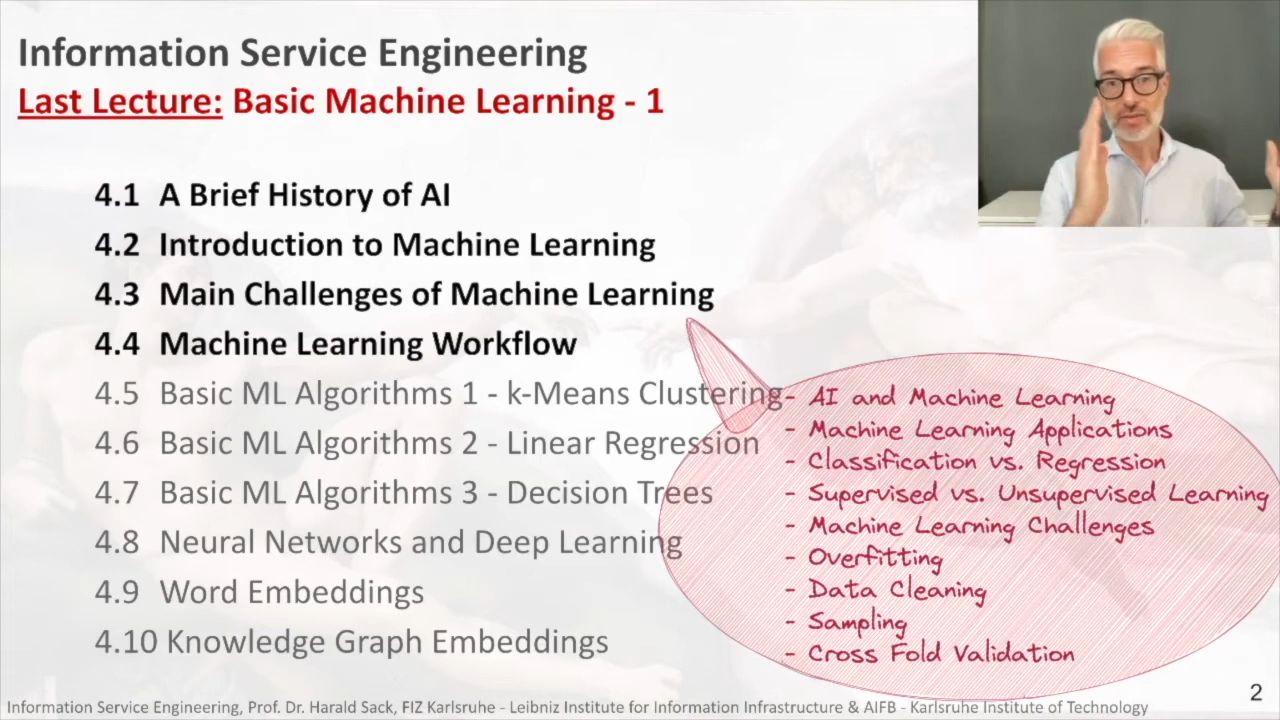 Information Service Engineering
Last Lecture: Basic Machine Learning - 1
4.1 A Brief History of AI
4.2 Introduction to Machine Learning
4.3 Main Challenges of Machine Learning
4.4 Machine Learning Workflow
4.5 Basic ML Algorithms 1 - k-Means Clustering
4.6 Basic ML Algorithms 2 - Linear Regression
4.7 Basic ML Algorithms 3 - Decision Trees
4.8 Neural Networks and Deep Learning
4.9 Word Embeddings
4.10 Knowledge Graph Embeddings
- AI and Machine Learning
- Machine Learning Applications
- Classification vs. Regression
- Supervised vs. Unsupervised Learning
- Machine Learning Challenges
- Overfitting
- Data Cleaning
- Sampling
- Cross Fold Validation
2
Information Service Engineering, Prof. Dr. Harald Sack, FIZ Karlsruhe - Leibniz Institute for Information Infrastructure & AIFB - Karlsruhe Institute of Technology